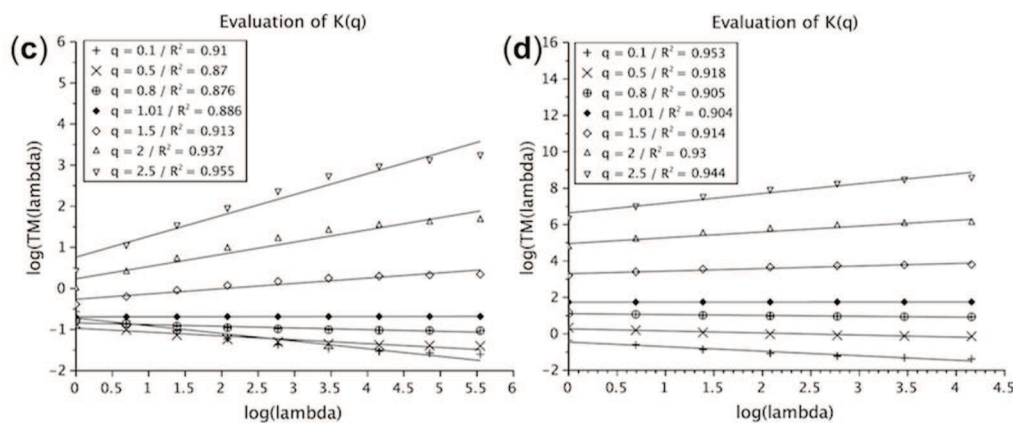 Evaluation of K(q)
(c)
q = 0.1 / R² = 0.91
q = 0.5 / R² = 0.87
q = 0.8 / R² = 0.876
q = 1.01 / R² = 0.886
q = 1.5 / R² = 0.913
q = 2 / R² = 0.937
q = 2.5 / R² = 0.955
log(TM(lambda))
6
5
4
3
2
1
0
-1
-2
0
0.5
1
1.5
2
2.5
3
3.5
4
4.5
5
5.5
6
log(lambda)
Evaluation of K(q)
(d)
q = 0.1 / R² = 0.953
q = 0.5 / R² = 0.918
q = 0.8 / R² = 0.905
q = 1.01 / R² = 0.904
q = 1.5 / R² = 0.914
q = 2 / R² = 0.93
q = 2.5 / R² = 0.944
log(TM(lambda))
16
14
12
10
8
6
4
2
0
-2
0
0.5
1
1.5
2
2.5
3
3.5
4
4.5
log(lambda)